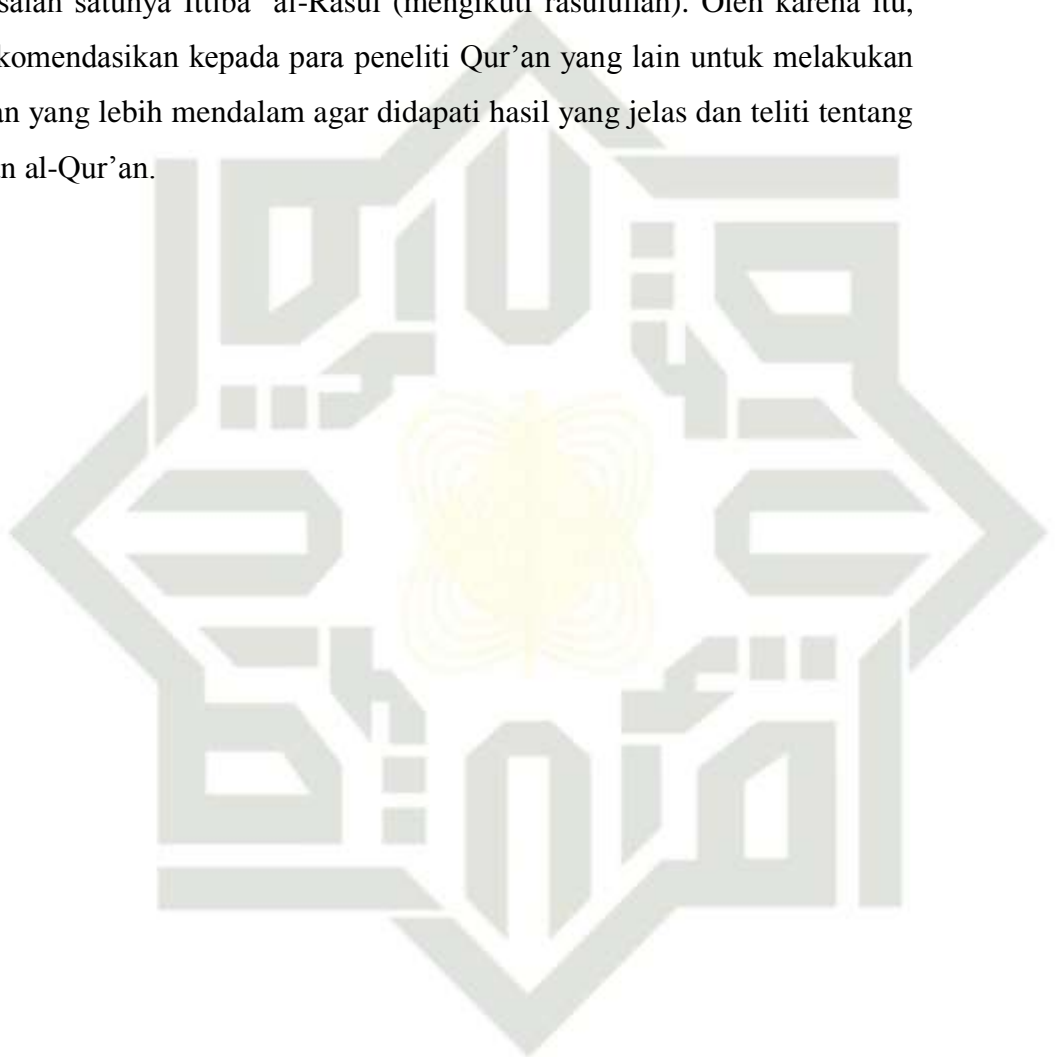 salah satunya Ittiba’ al-Rasul (mengikuti rasulullah). Oleh karena itu,
komendasikan kepada para peneliti Qur’an yang lain untuk melakukan
an yang lebih mendalam agar didapati hasil yang jelas dan teliti tentang
n al-Qur’an.